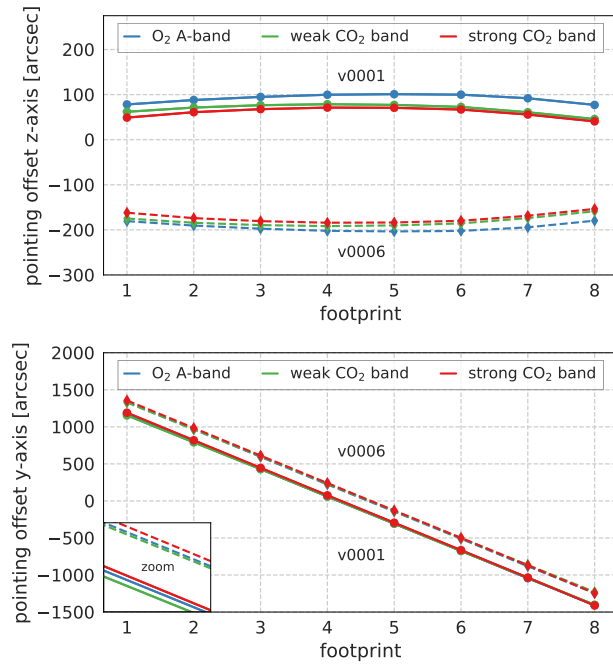 pointing offset z-axis [arcsec]
O₂ A-band weak CO₂ band strong CO₂ band
200
100
0
−100
−200
−300
v0001
v0006
1 2 3 4 5 6 7 8
footprint
pointing offset y-axis [arcsec]
O₂ A-band weak CO₂ band strong CO₂ band
2000
1500
1000
500
0
−500
−1000
−1500
v0006
v0001
zoom
1 2 3 4 5 6 7 8
footprint